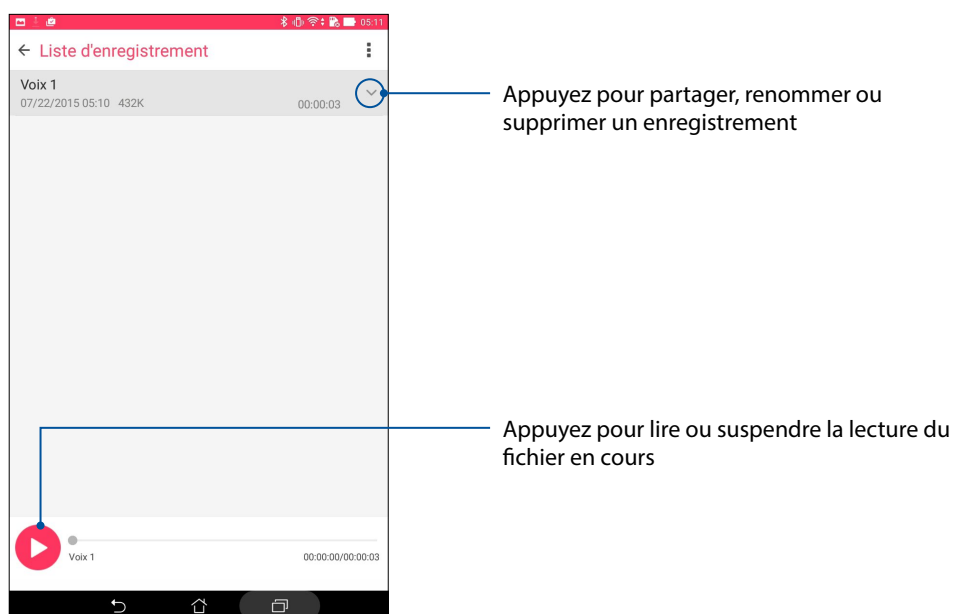 05:11
Liste d'enregistrement
Voix 1
07/22/2015 05:10 432K 00:00:03
Appuyez pour partager, renommer ou
supprimer un enregistrement
Appuyez pour lire ou suspendre la lecture du
fichier en cours
Voix 1 00:00:00/00:00:03